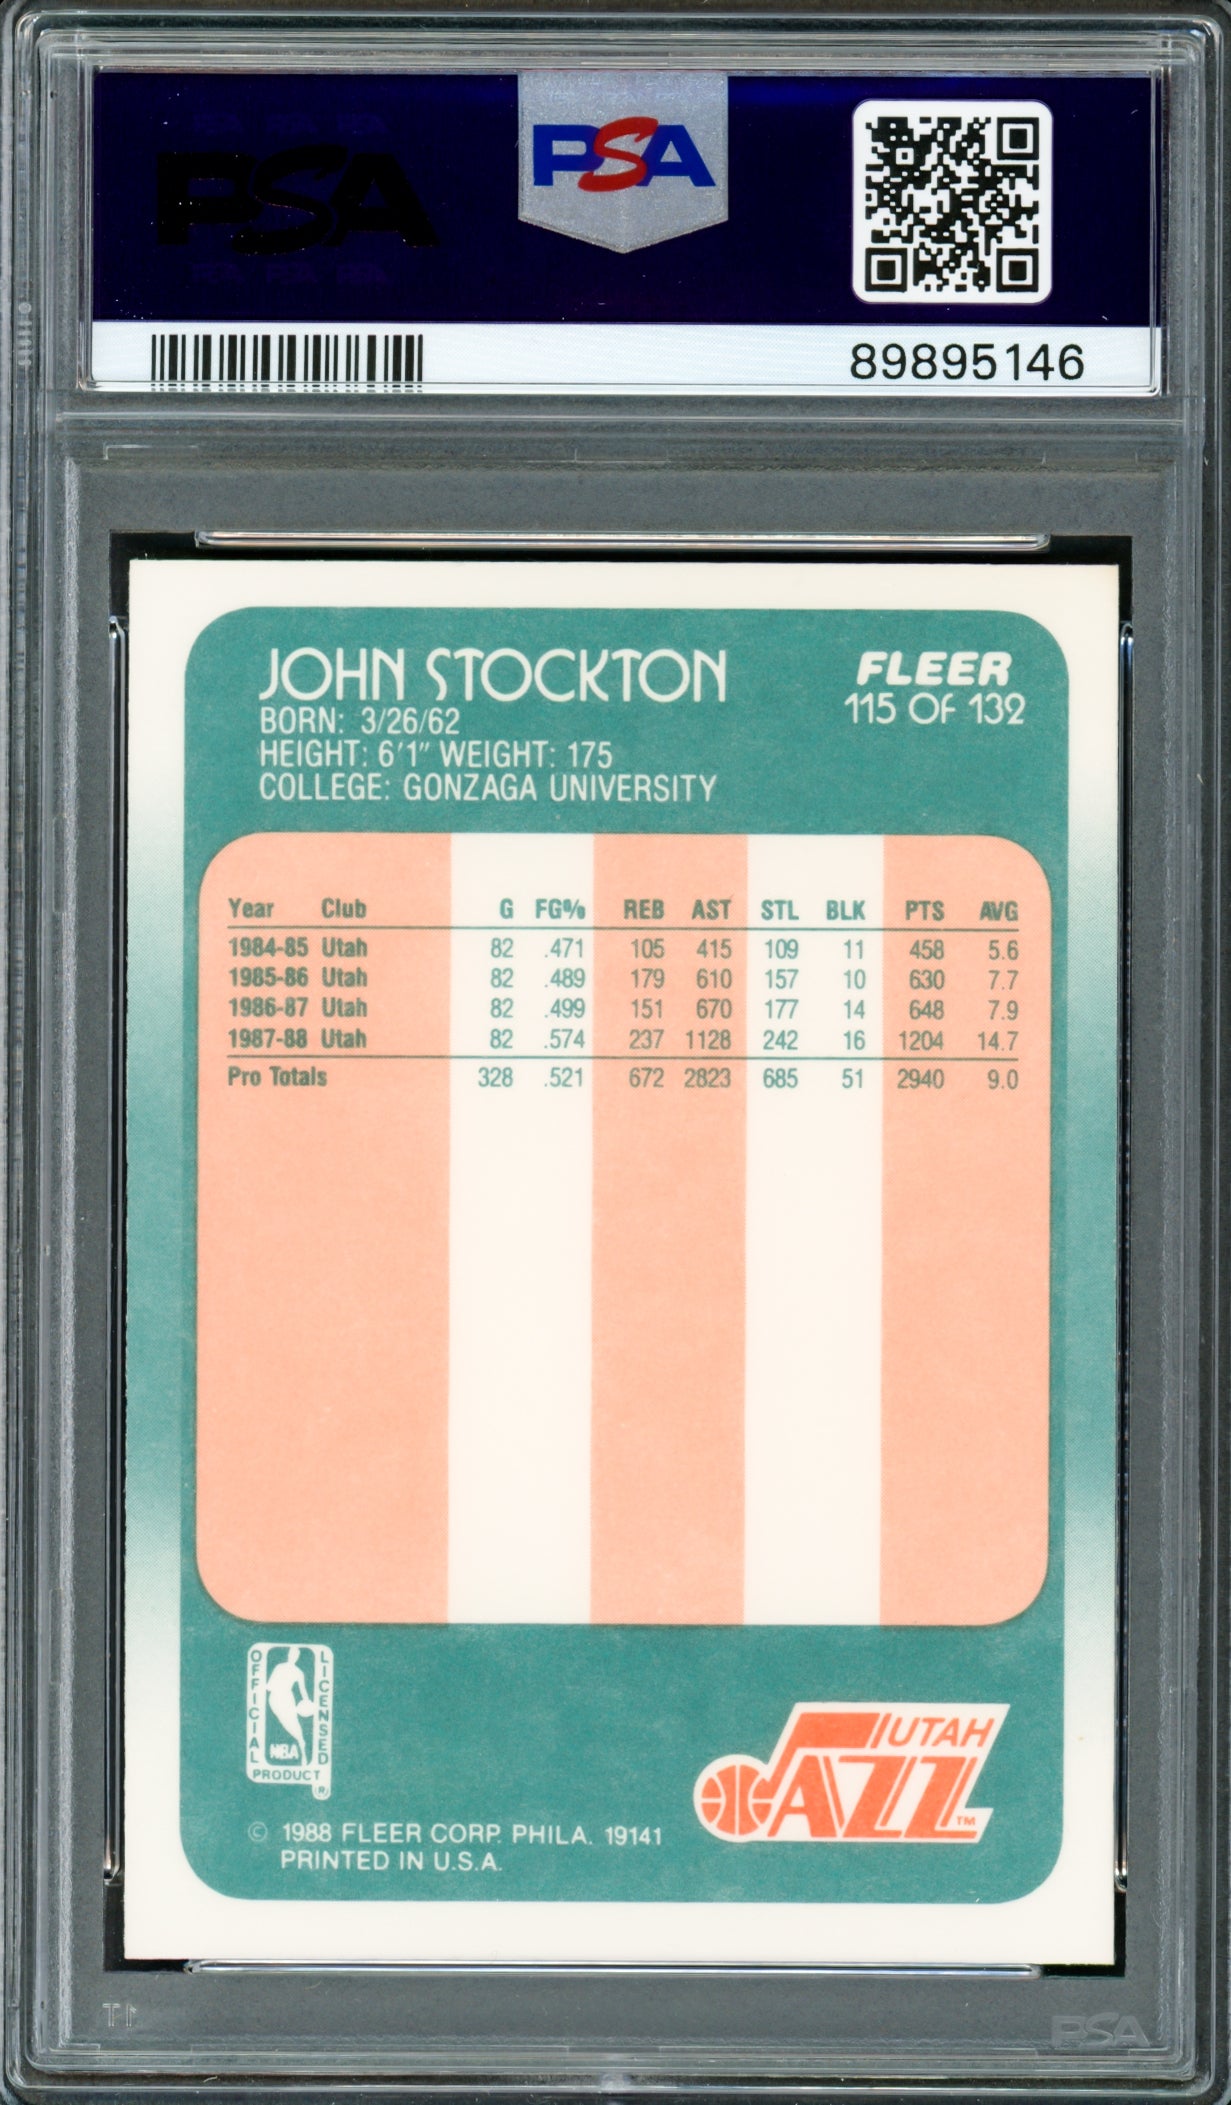 PSA
PSA
89895146
JOHN STOCKTON
FLEER
115 OF 132
BORN: 3/26/62
HEIGHT: 6'1" WEIGHT: 175
COLLEGE: GONZAGA UNIVERSITY
Year Club G FG% REB AST STL BLK PTS AVG
1984-85 Utah 82 .471 105 415 109 11 458 5.6
1985-86 Utah 82 .489 179 610 157 10 630 7.7
1986-87 Utah 82 .499 151 670 177 14 648 7.9
1987-88 Utah 82 .574 237 1128 242 16 1204 14.7
Pro Totals 328 .521 672 2823 685 51 2940 9.0
OFFICIAL
LICENSED
NBA
PRODUCT
®
UTAH
JAZZ
™
© 1988 FLEER CORP. PHILA. 19141
PRINTED IN U.S.A.
PSA